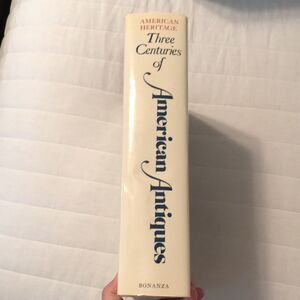 AMERICAN
HERITAGE
Three
Centuries
of
American Antiques
BONANZA